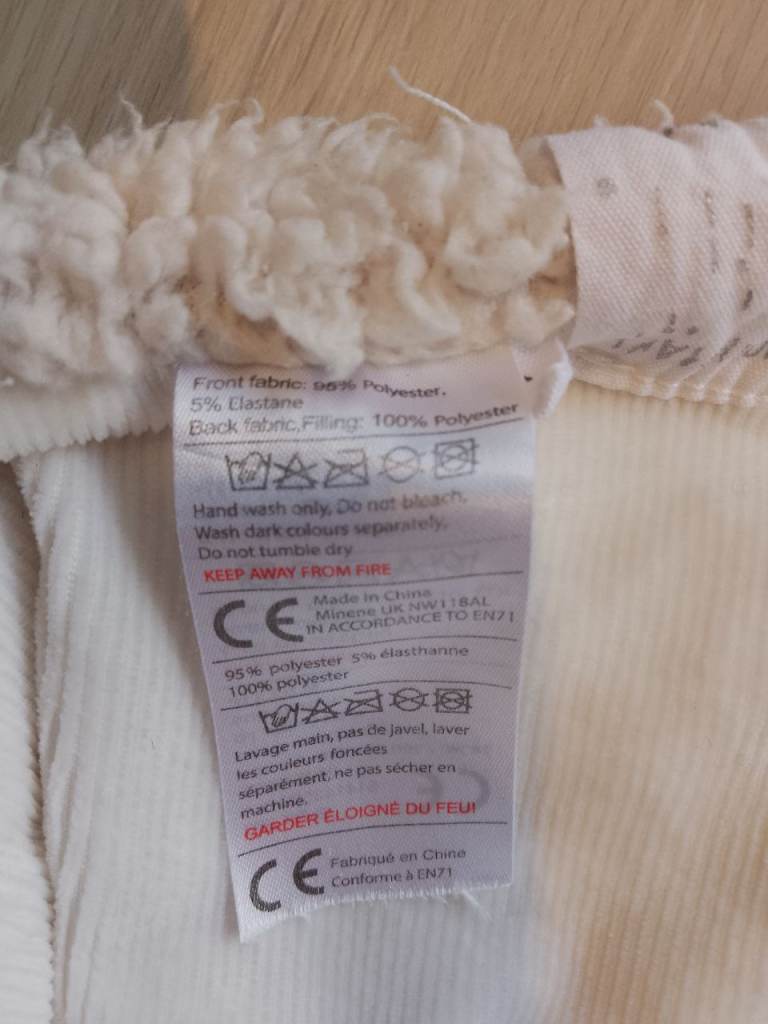 Front fabric: 95% Polyester.
5% Elastane
Back fabric,Filling: 100% Polyester
Hand wash only, Do not bleach,
Wash dark colours separately,
Do not tumble dry
KEEP AWAY FROM FIRE
CE
Made in China
Minene UK NW118AL
IN ACCORDANCE TO EN71
95% polyester 5% élasthanne
100% polyester
Lavage main, pas de javel, laver
les couleurs foncées
séparément, ne pas sécher en
machine.
GARDER ÉLOIGNÉ DU FEU!
CE
Fabriqué en Chine
Conforme à EN71